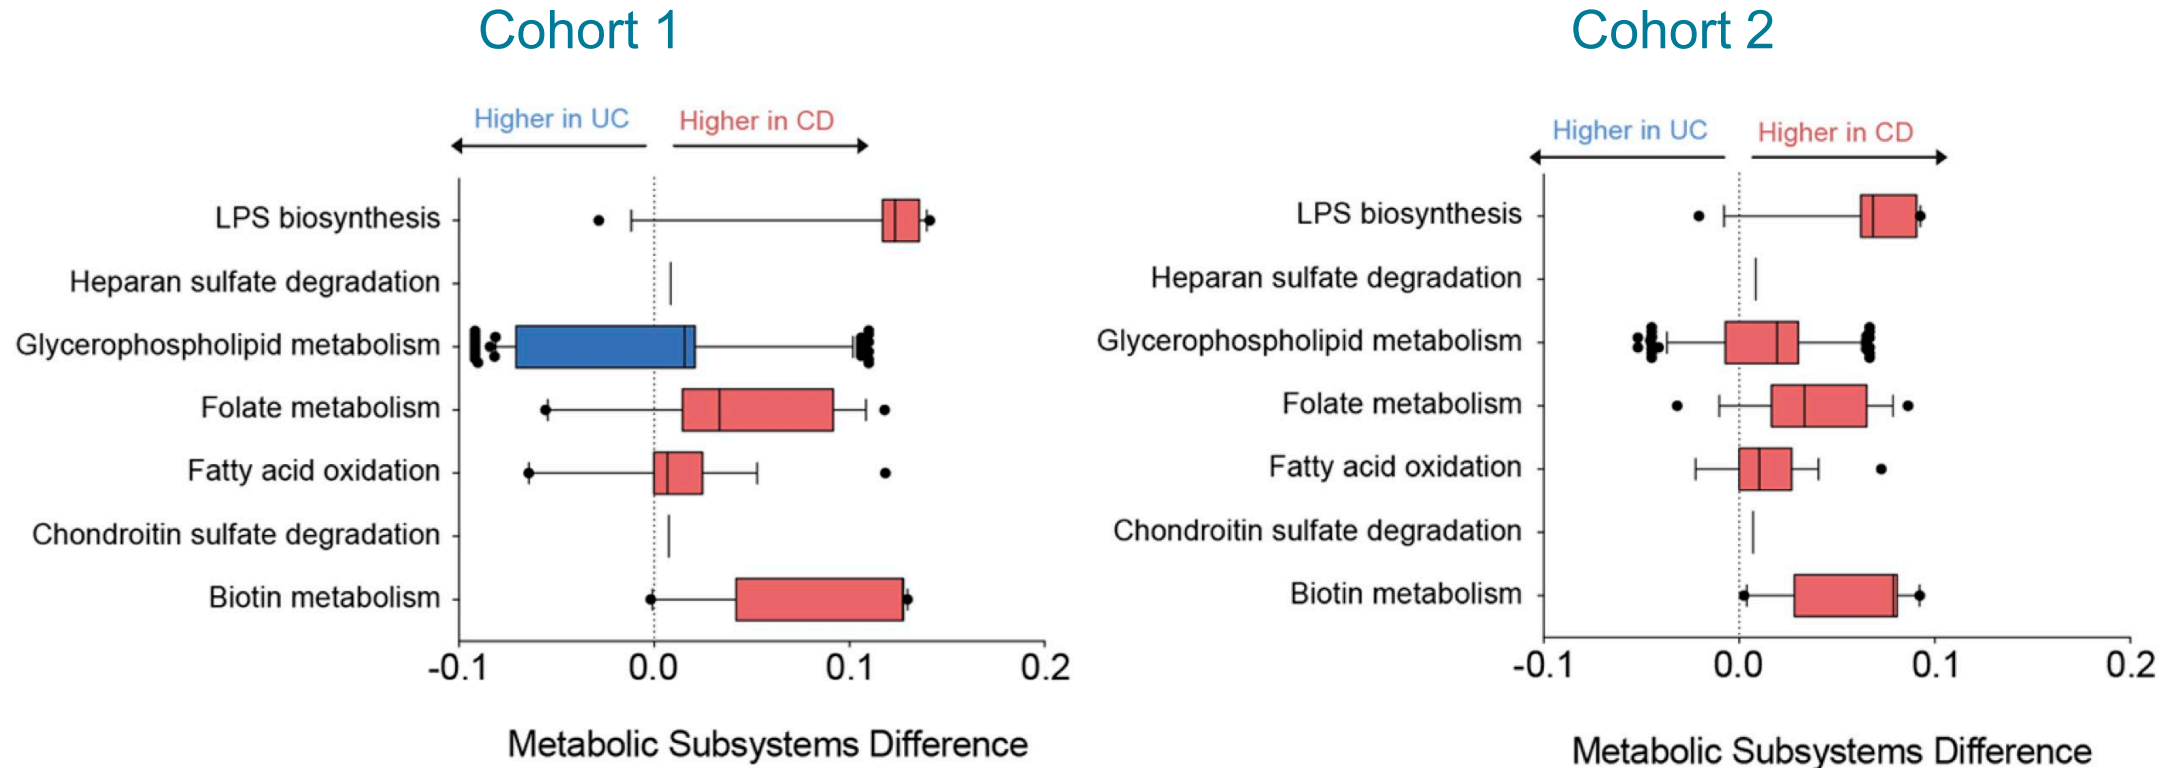 Cohort 1
Higher in UC
Higher in CD
LPS biosynthesis
Heparan sulfate degradation
Glycerophospholipid metabolism
Folate metabolism
Fatty acid oxidation
Chondroitin sulfate degradation
Biotin metabolism
-0.1 0.0 0.1 0.2
Metabolic Subsystems Difference
Cohort 2
Higher in UC
Higher in CD
LPS biosynthesis
Heparan sulfate degradation
Glycerophospholipid metabolism
Folate metabolism
Fatty acid oxidation
Chondroitin sulfate degradation
Biotin metabolism
-0.1 0.0 0.1 0.2
Metabolic Subsystems Difference